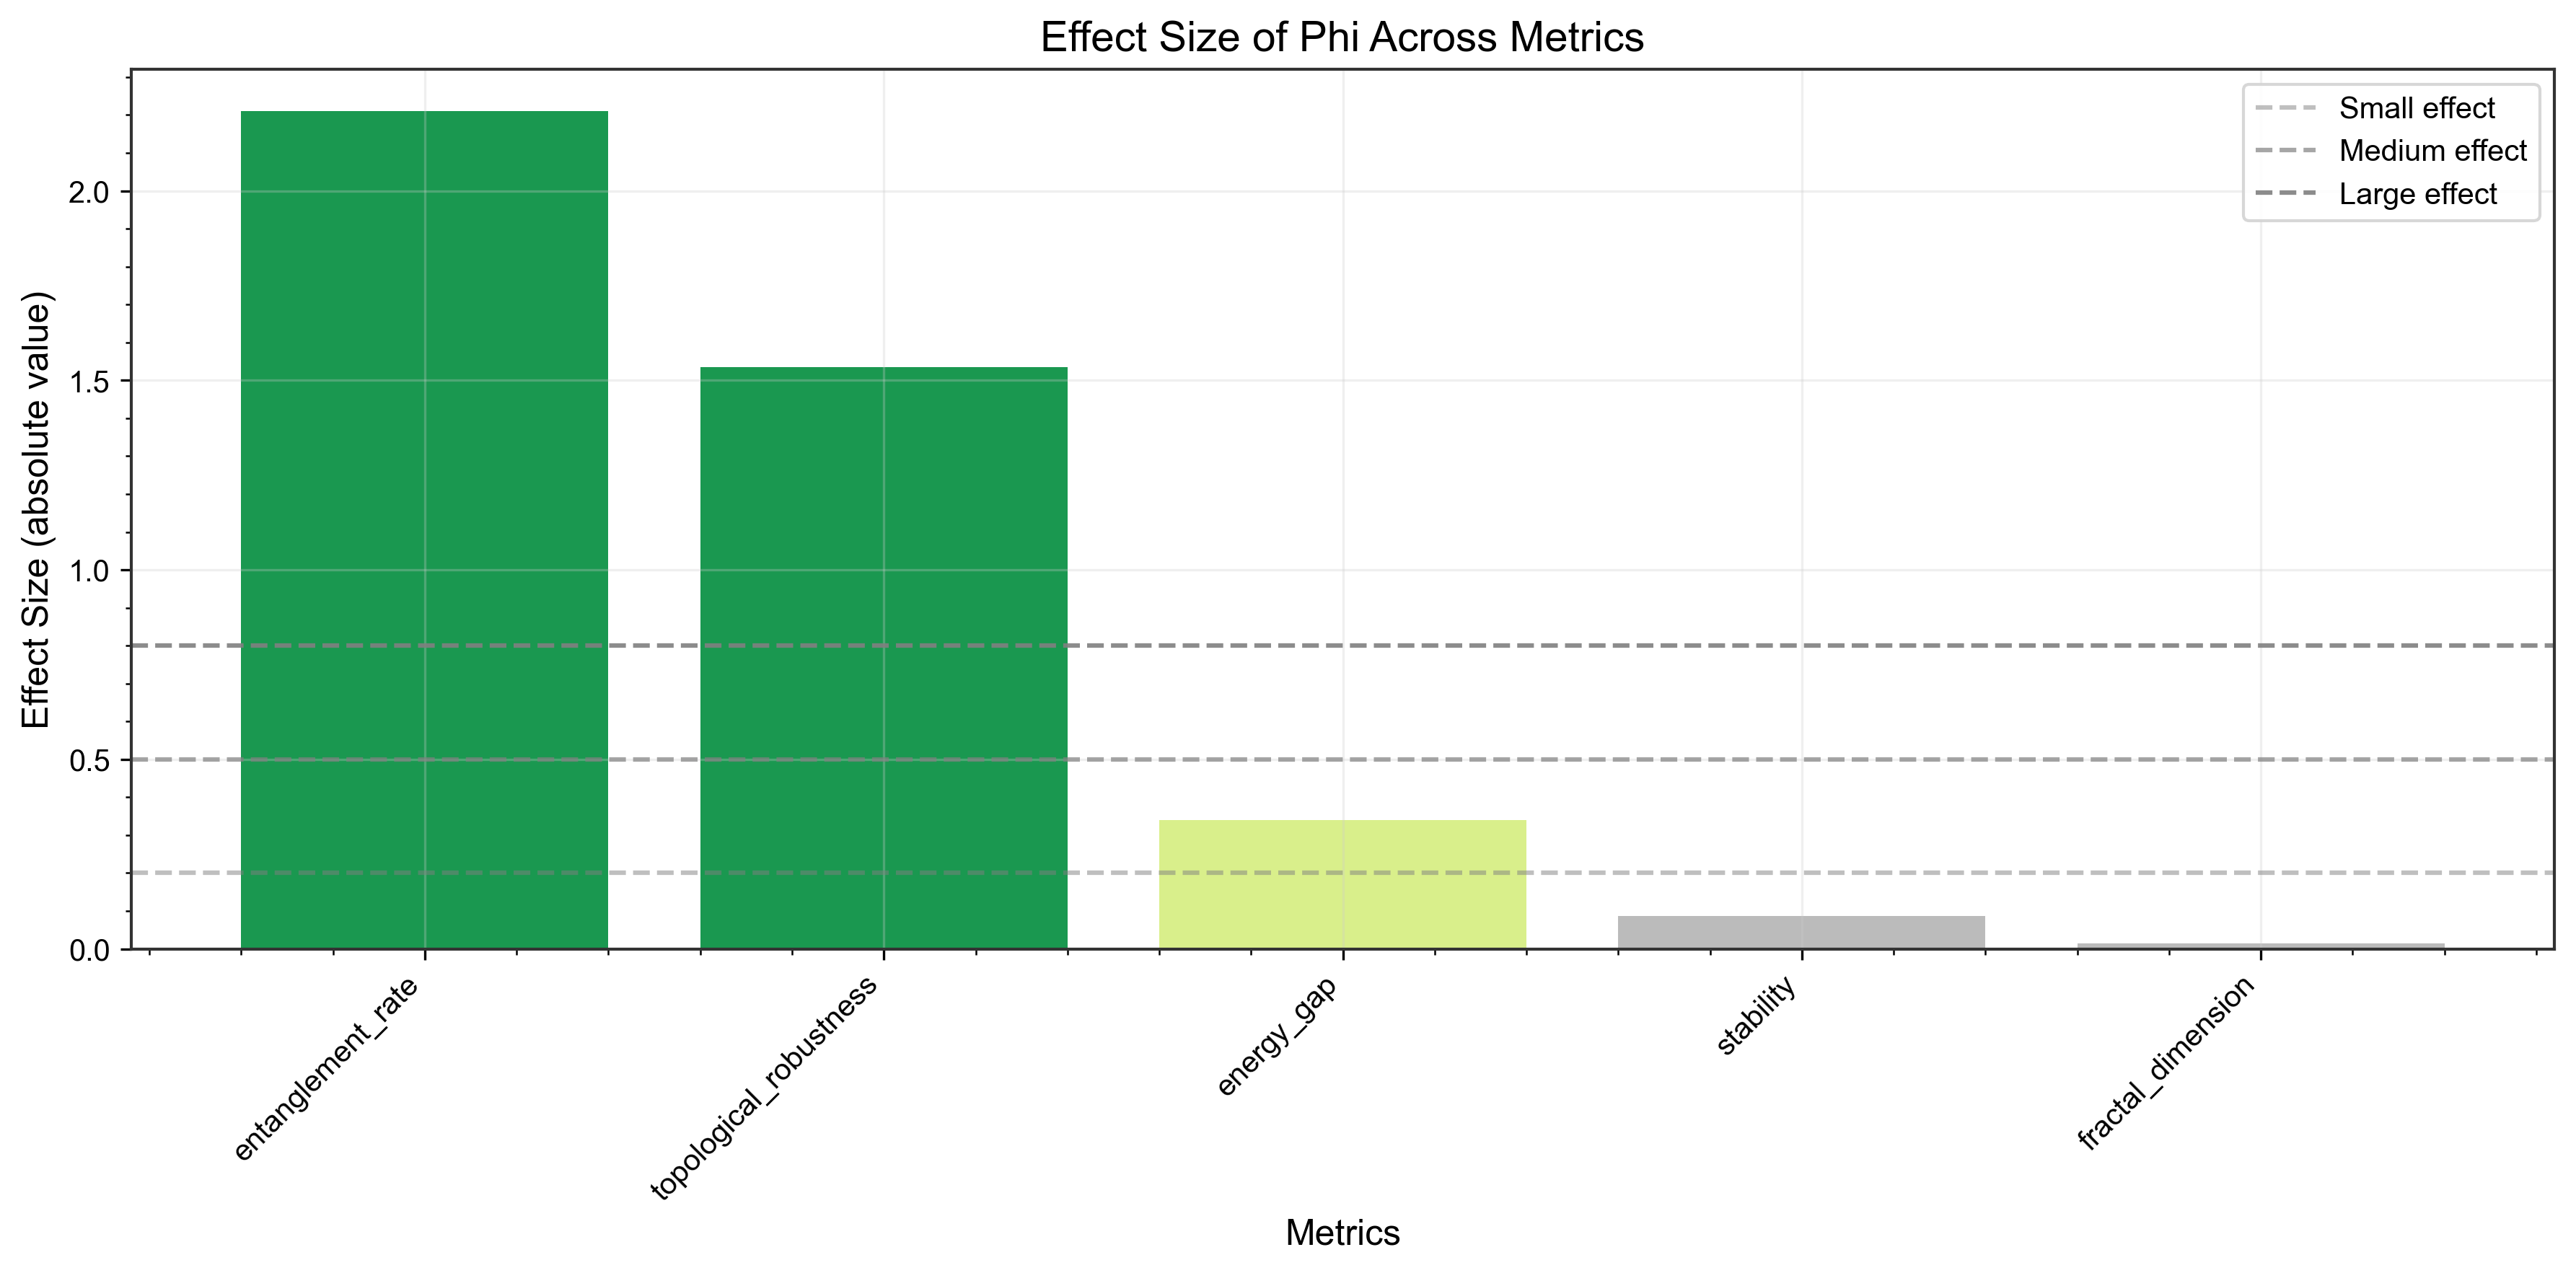 Effect Size of Phi Across Metrics
Small effect
Medium effect
Large effect
Effect Size (absolute value)
2.0
1.5
1.0
0.5
0.0
entanglement_rate
topological_robustness
energy_gap
stability
fractal_dimension
Metrics